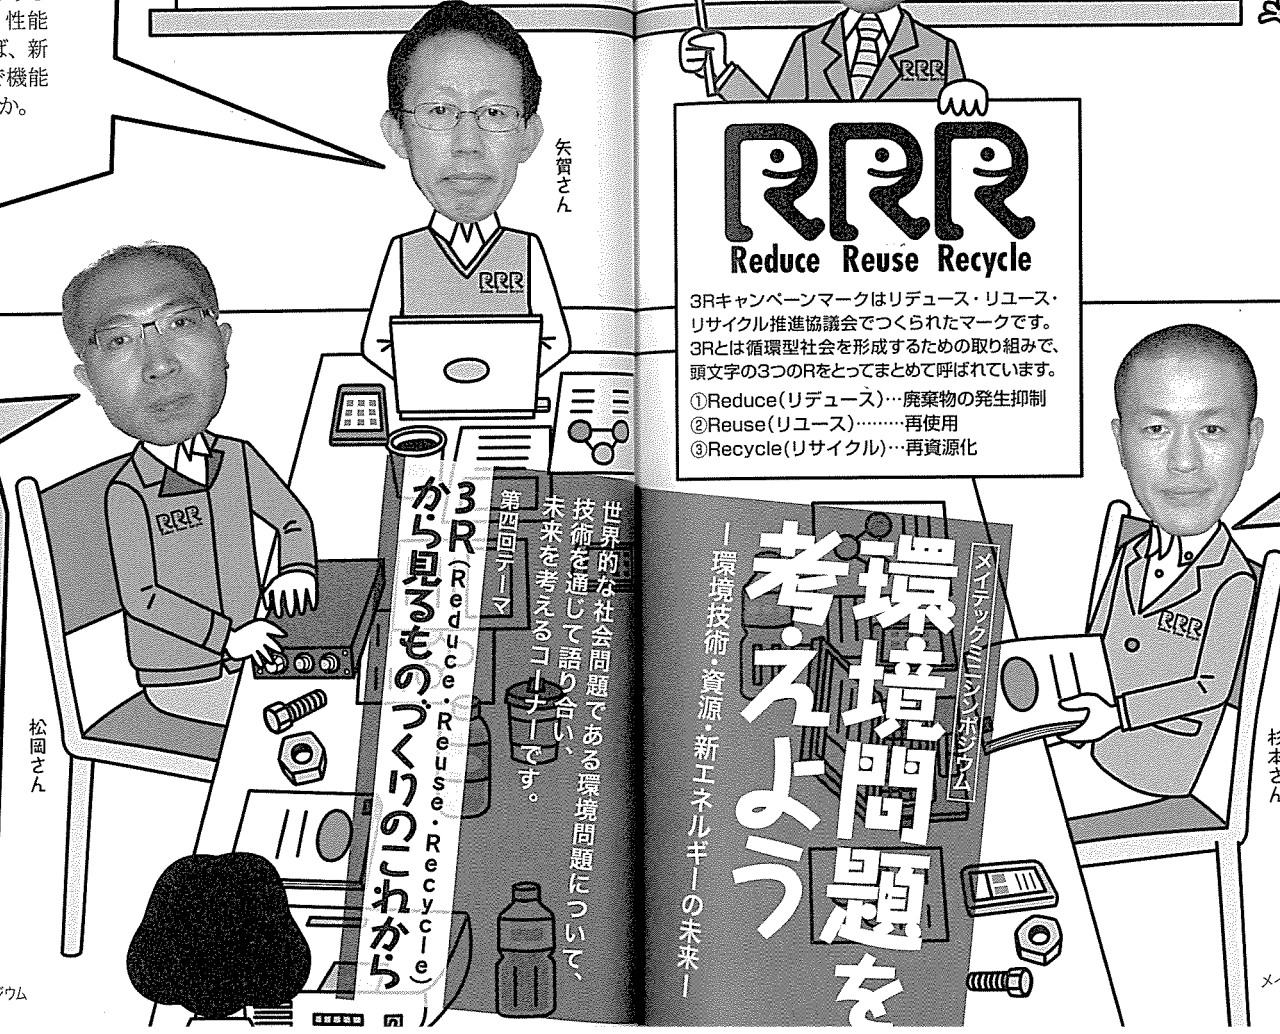 性能
ば、新
で機能
か。
矢賀さん
RRR
RRR
RRR
Reduce Reuse Recycle
3Rキャンペーンマークはリデュース・リユース・
リサイクル推進協議会でつくられたマークです。
3Rとは循環型社会を形成するための取り組みで、
頭文字の3つのRをとってまとめて呼ばれています。
①Reduce(リデュース)…廃棄物の発生抑制
②Reuse(リユース)………再使用
③Recycle(リサイクル)…再資源化
RRR
RRR
メイテックミニシンポジウム
環境問題を
考えよう
―環境技術・資源・新エネルギーの未来―
世界的な社会問題である環境問題について、
技術を通じて語り合い、
未来を考えるコーナーです。
第四回テーマ
3R(Reduce・Reuse・Recycle)
から見るものづくりのこれから
松岡さん
杉本さん
ジウム
メイ